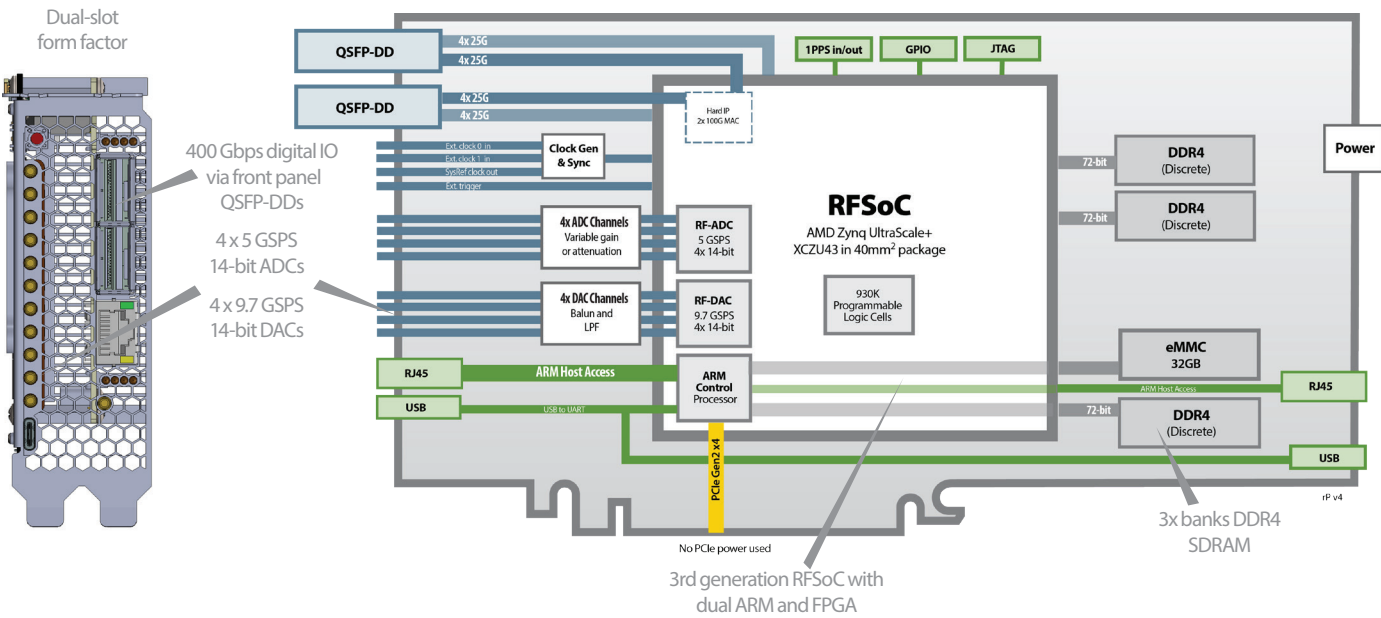 Dual-slot
form factor
400 Gbps digital IO
via front panel
QSFP-DDs
4 x 5 GSPS
14-bit ADCs
4 x 9.7 GSPS
14-bit DACs
QSFP-DD
4x 25G
4x 25G
QSFP-DD
4x 25G
4x 25G
Hard IP
2x 100G MAC
1PPS in/out
GPIO
JTAG
Ext. clock 0 in
Ext. clock 1 in
SysRef clock out
Ext. trigger
Clock Gen
& Sync
4x ADC Channels
Variable gain
or attenuation
RF-ADC
5 GSPS
4x 14-bit
4x DAC Channels
Balun and
LPF
RF-DAC
9.7 GSPS
4x 14-bit
RFSoC
AMD Zynq UltraScale+
XCZU43 in 40mm² package
930K
Programmable
Logic Cells
72-bit
DDR4
(Discrete)
72-bit
DDR4
(Discrete)
Power
RJ45
ARM Host Access
USB
USB to UART
ARM
Control
Processor
eMMC
32GB
ARM Host Access
RJ45
72-bit
DDR4
(Discrete)
USB
PCIe Gen2 x4
No PCIe power used
rP v4
3x banks DDR4
SDRAM
3rd generation RFSoC with
dual ARM and FPGA